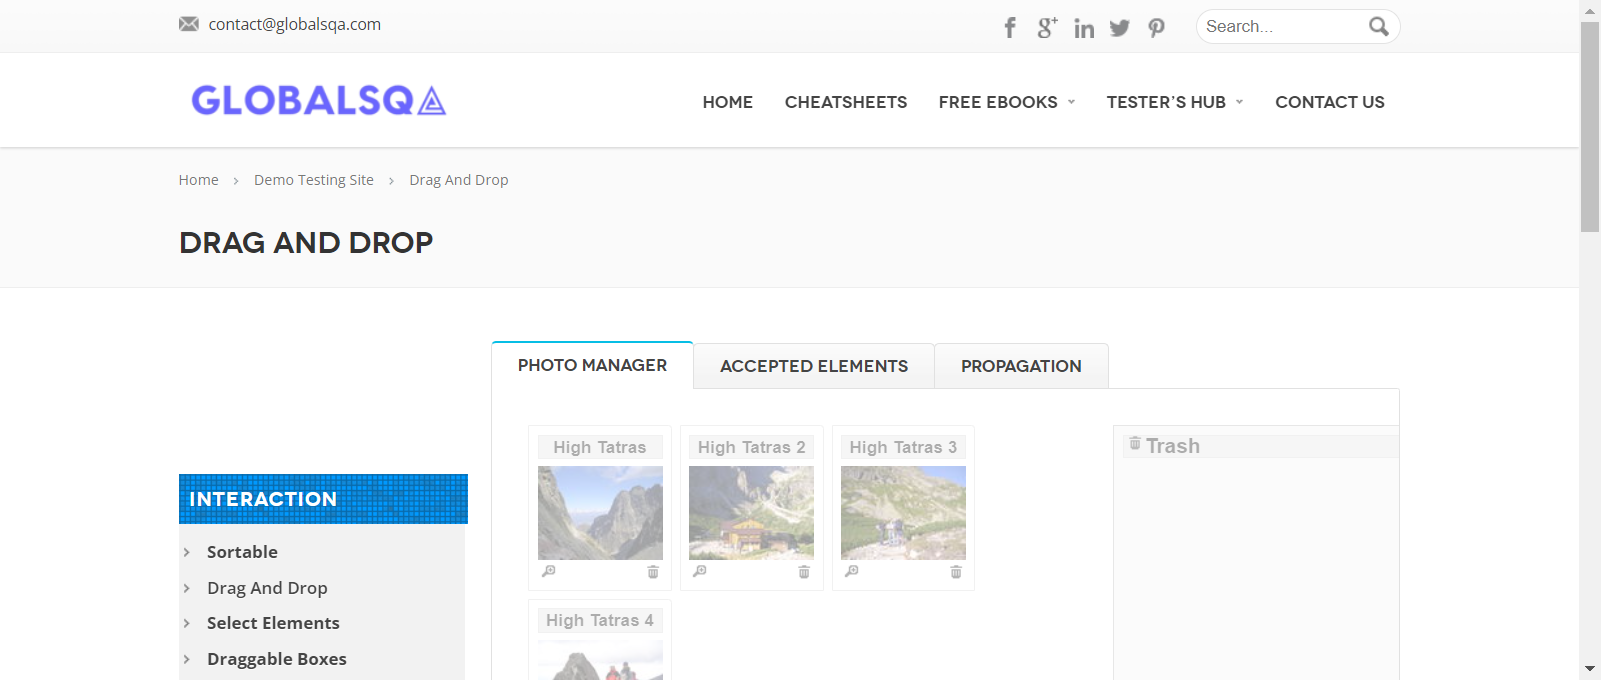 contact@globalsqa.com
Search...
GLOBALSQA
HOME
CHEATSHEETS
FREE EBOOKS
TESTER’S HUB
CONTACT US
Home
Demo Testing Site
Drag And Drop
DRAG AND DROP
PHOTO MANAGER
ACCEPTED ELEMENTS
PROPAGATION
High Tatras
High Tatras 2
High Tatras 3
Trash
High Tatras 4
INTERACTION
Sortable
Drag And Drop
Select Elements
Draggable Boxes